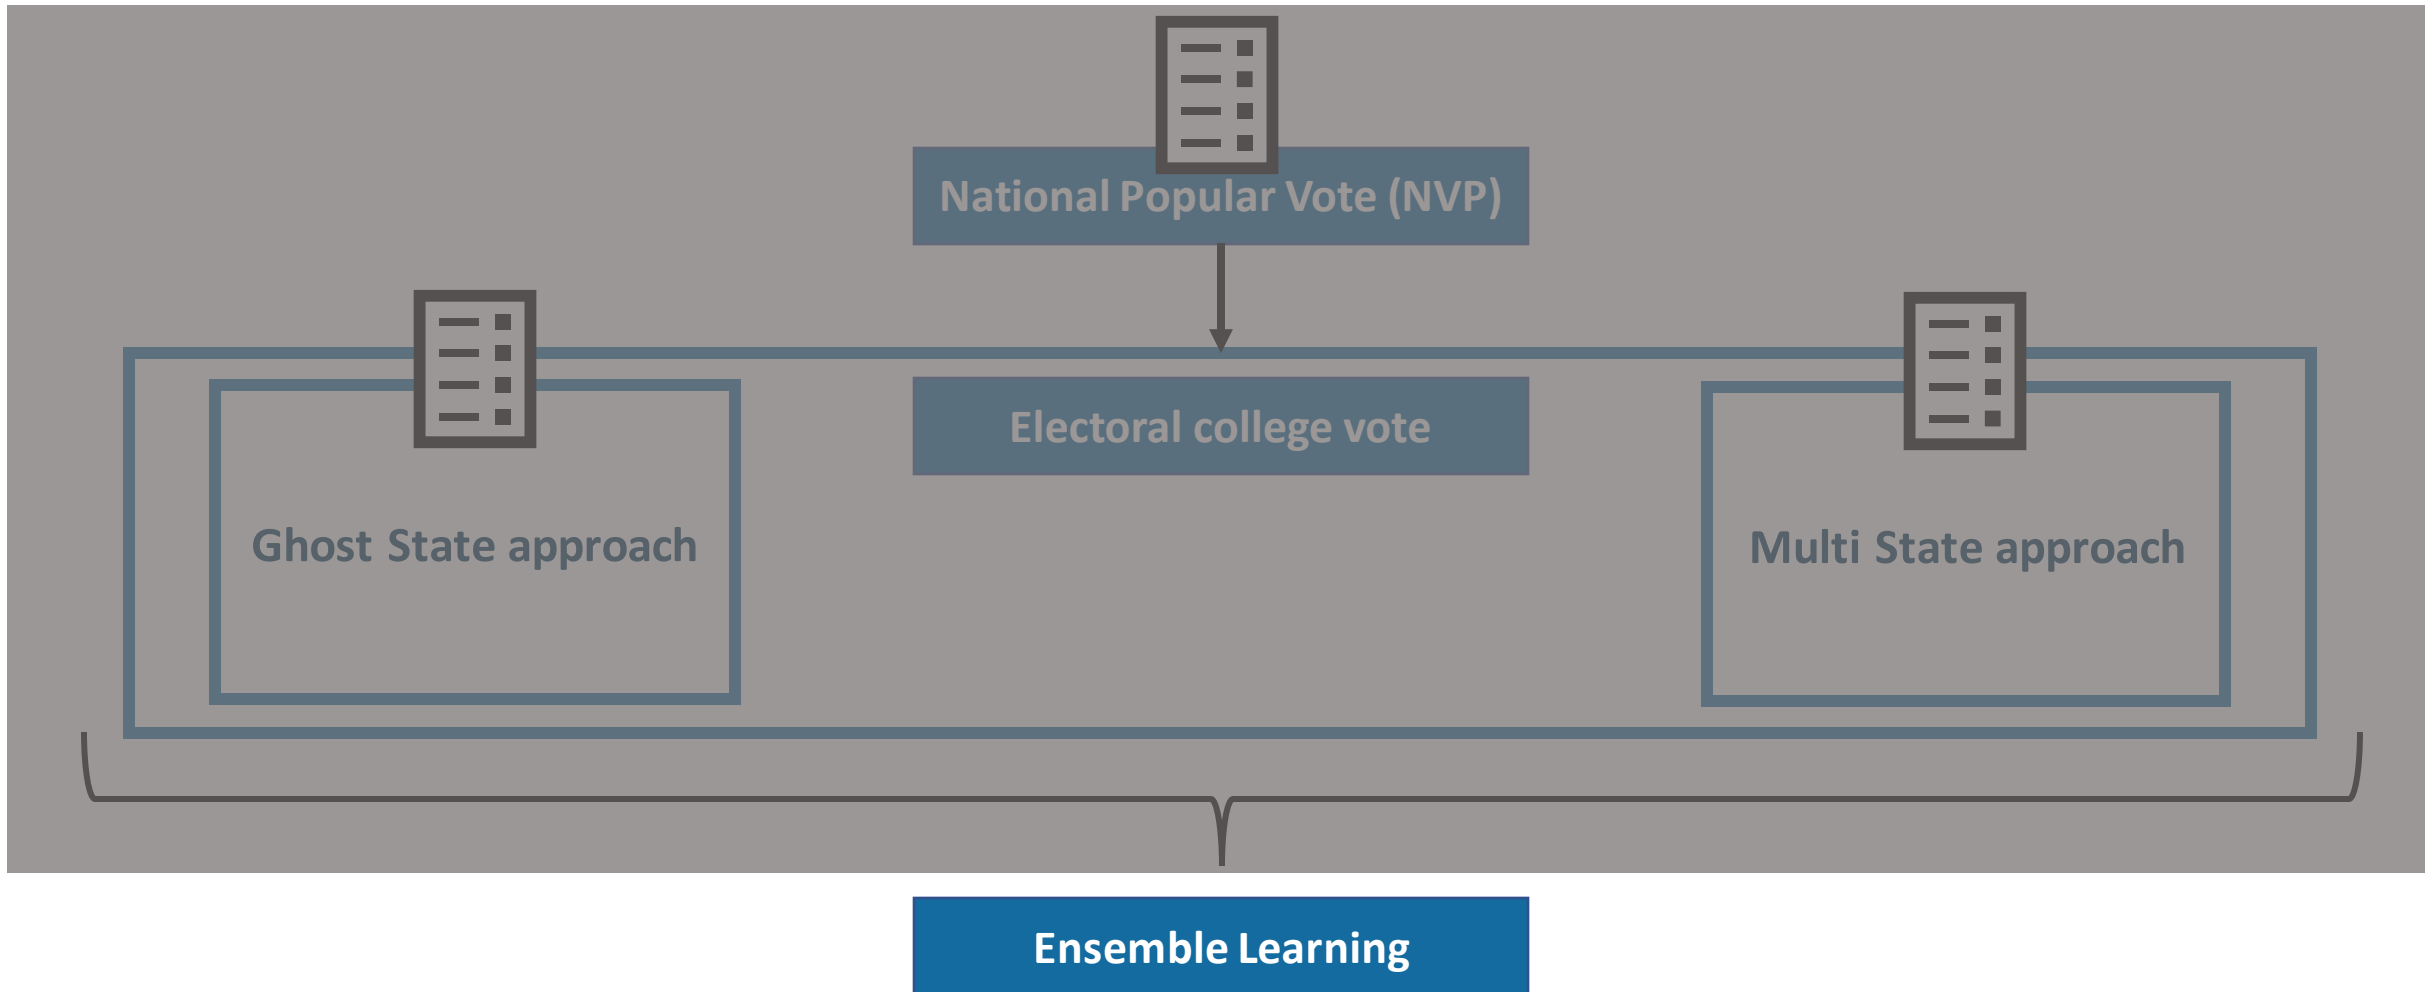 National Popular Vote (NVP)
Electoral college vote
Ghost State approach
Multi State approach
Ensemble Learning